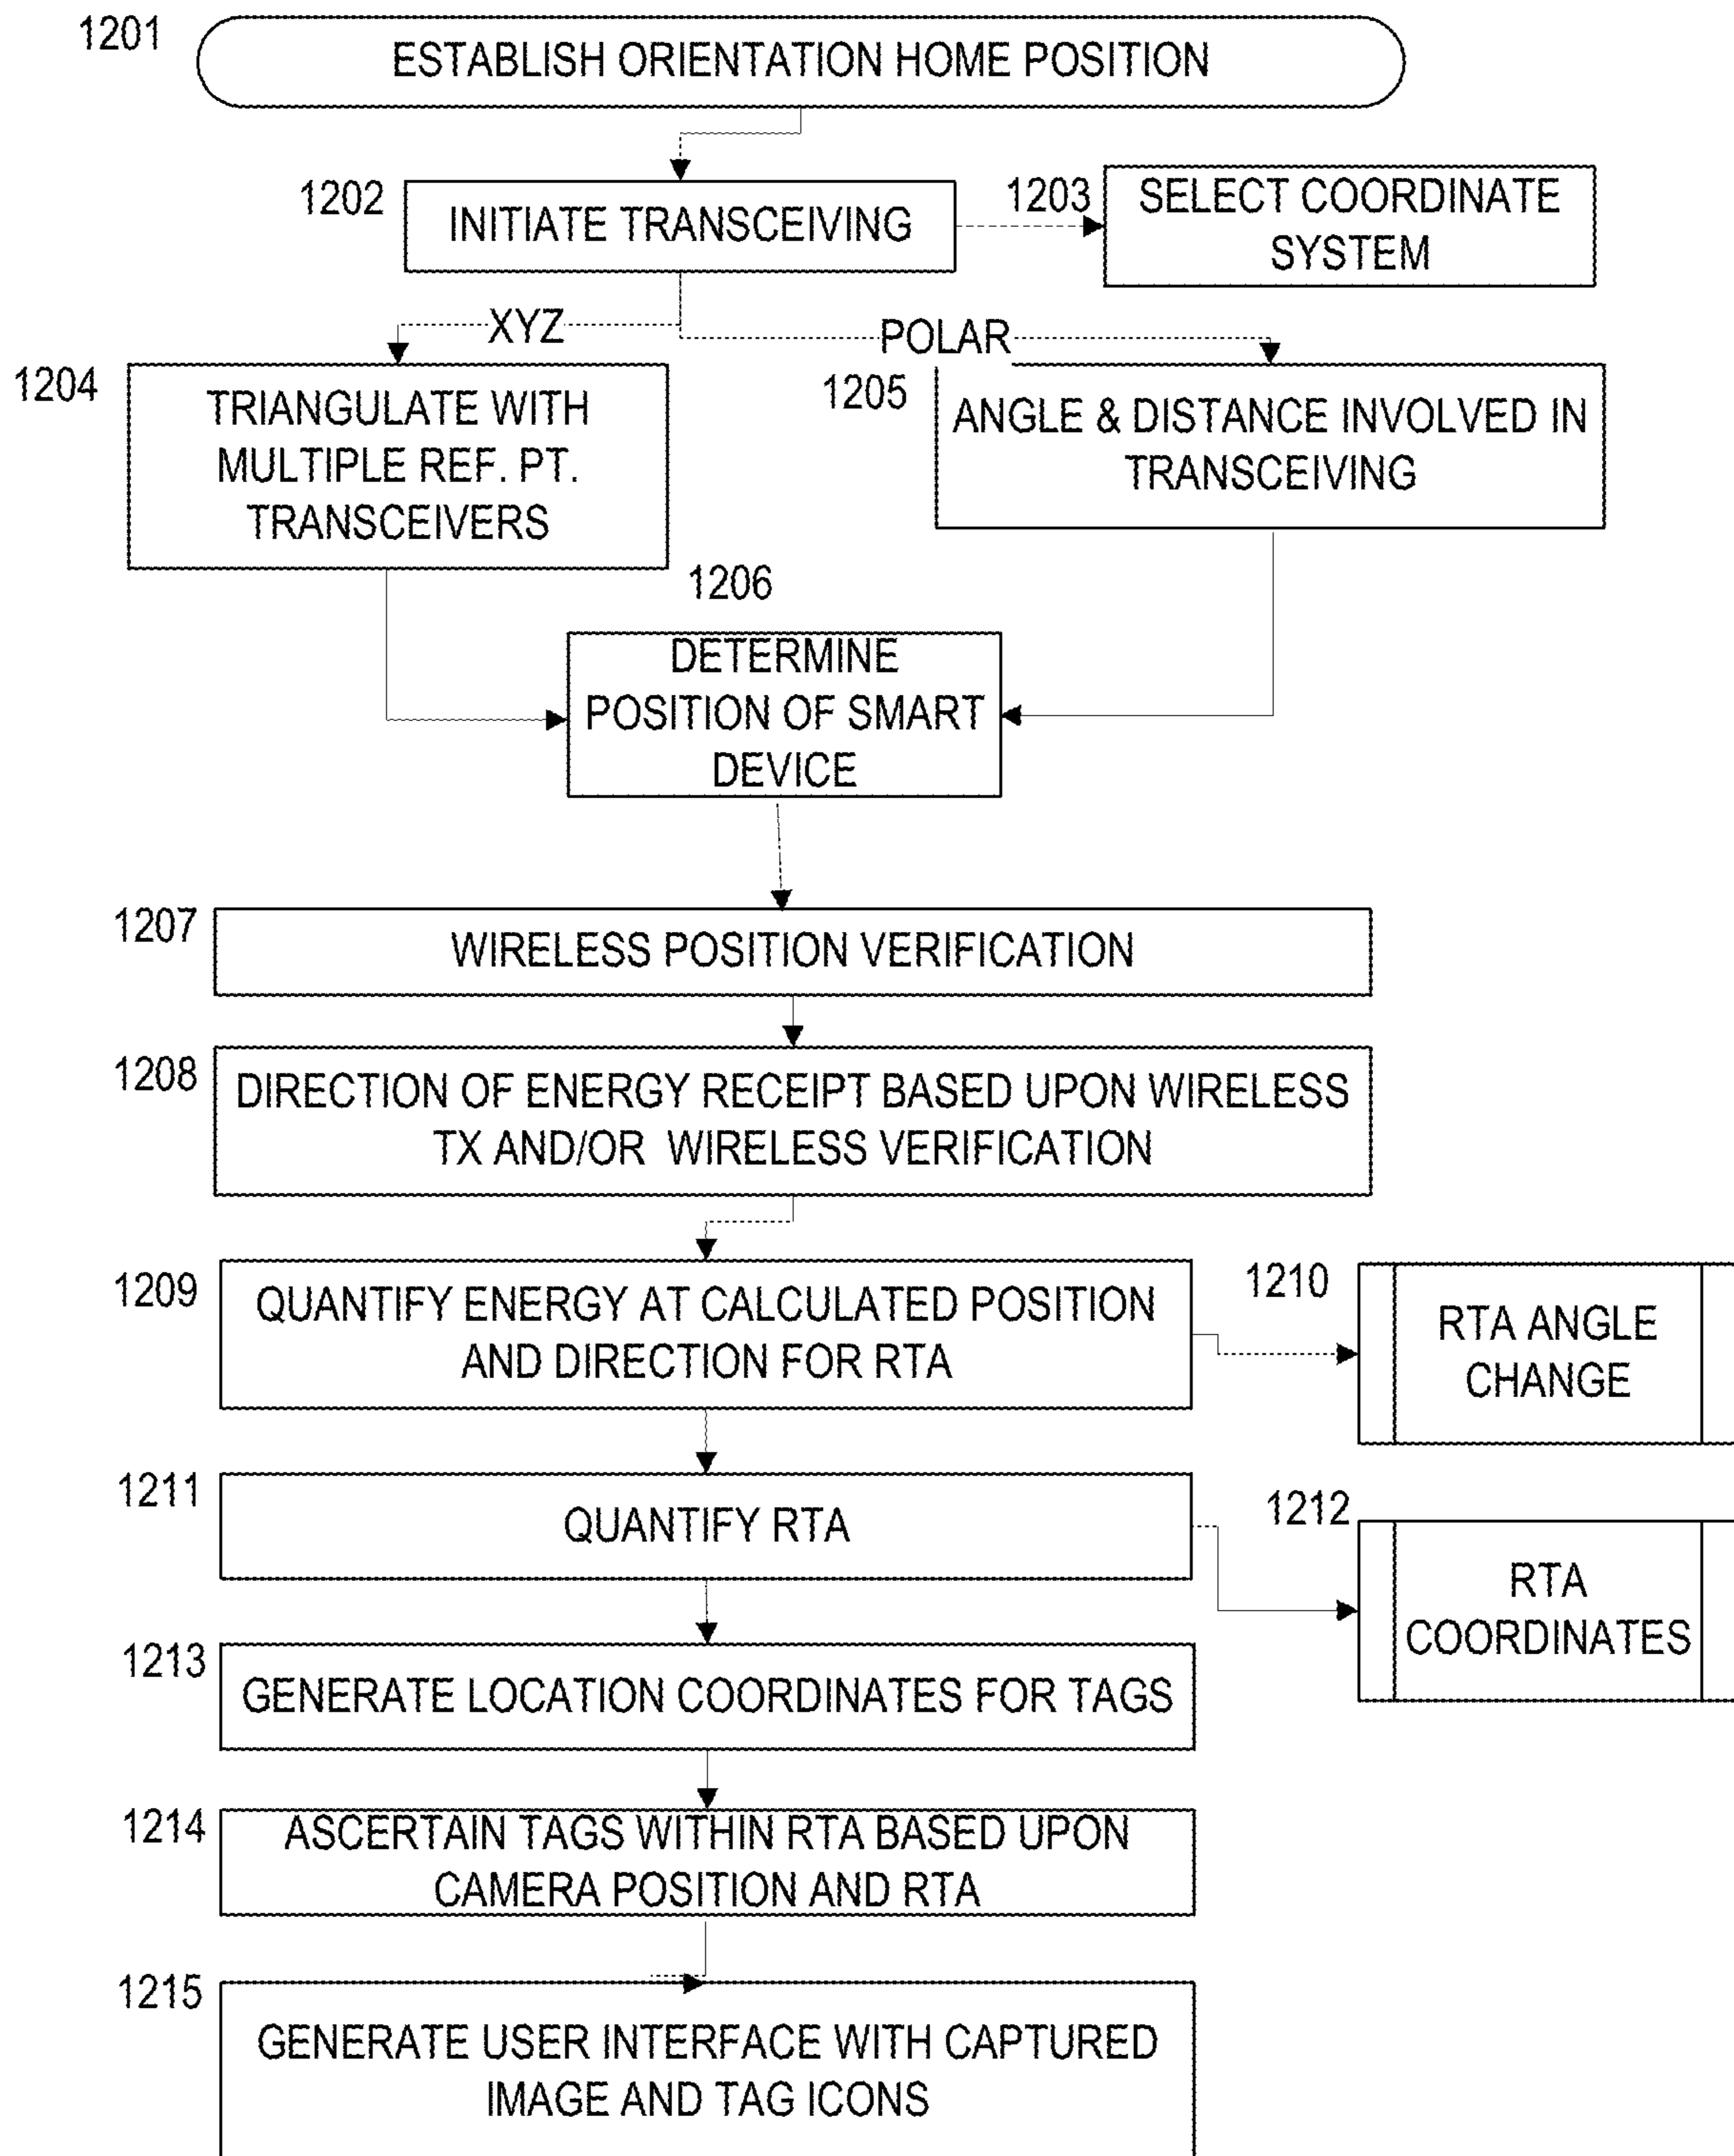 1201
ESTABLISH ORIENTATION HOME POSITION
1202
INITIATE TRANSCEIVING
1203
SELECT COORDINATE
SYSTEM
XYZ
POLAR
1204
TRIANGULATE WITH
MULTIPLE REF. PT.
TRANSCEIVERS
1205
ANGLE & DISTANCE INVOLVED IN
TRANSCEIVING
1206
DETERMINE
POSITION OF SMART
DEVICE
1207
WIRELESS POSITION VERIFICATION
1208
DIRECTION OF ENERGY RECEIPT BASED UPON WIRELESS
TX AND/OR WIRELESS VERIFICATION
1209
QUANTIFY ENERGY AT CALCULATED POSITION
AND DIRECTION FOR RTA
1210
RTA ANGLE
CHANGE
1211
QUANTIFY RTA
1212
RTA
COORDINATES
1213
GENERATE LOCATION COORDINATES FOR TAGS
1214
ASCERTAIN TAGS WITHIN RTA BASED UPON
CAMERA POSITION AND RTA
1215
GENERATE USER INTERFACE WITH CAPTURED
IMAGE AND TAG ICONS